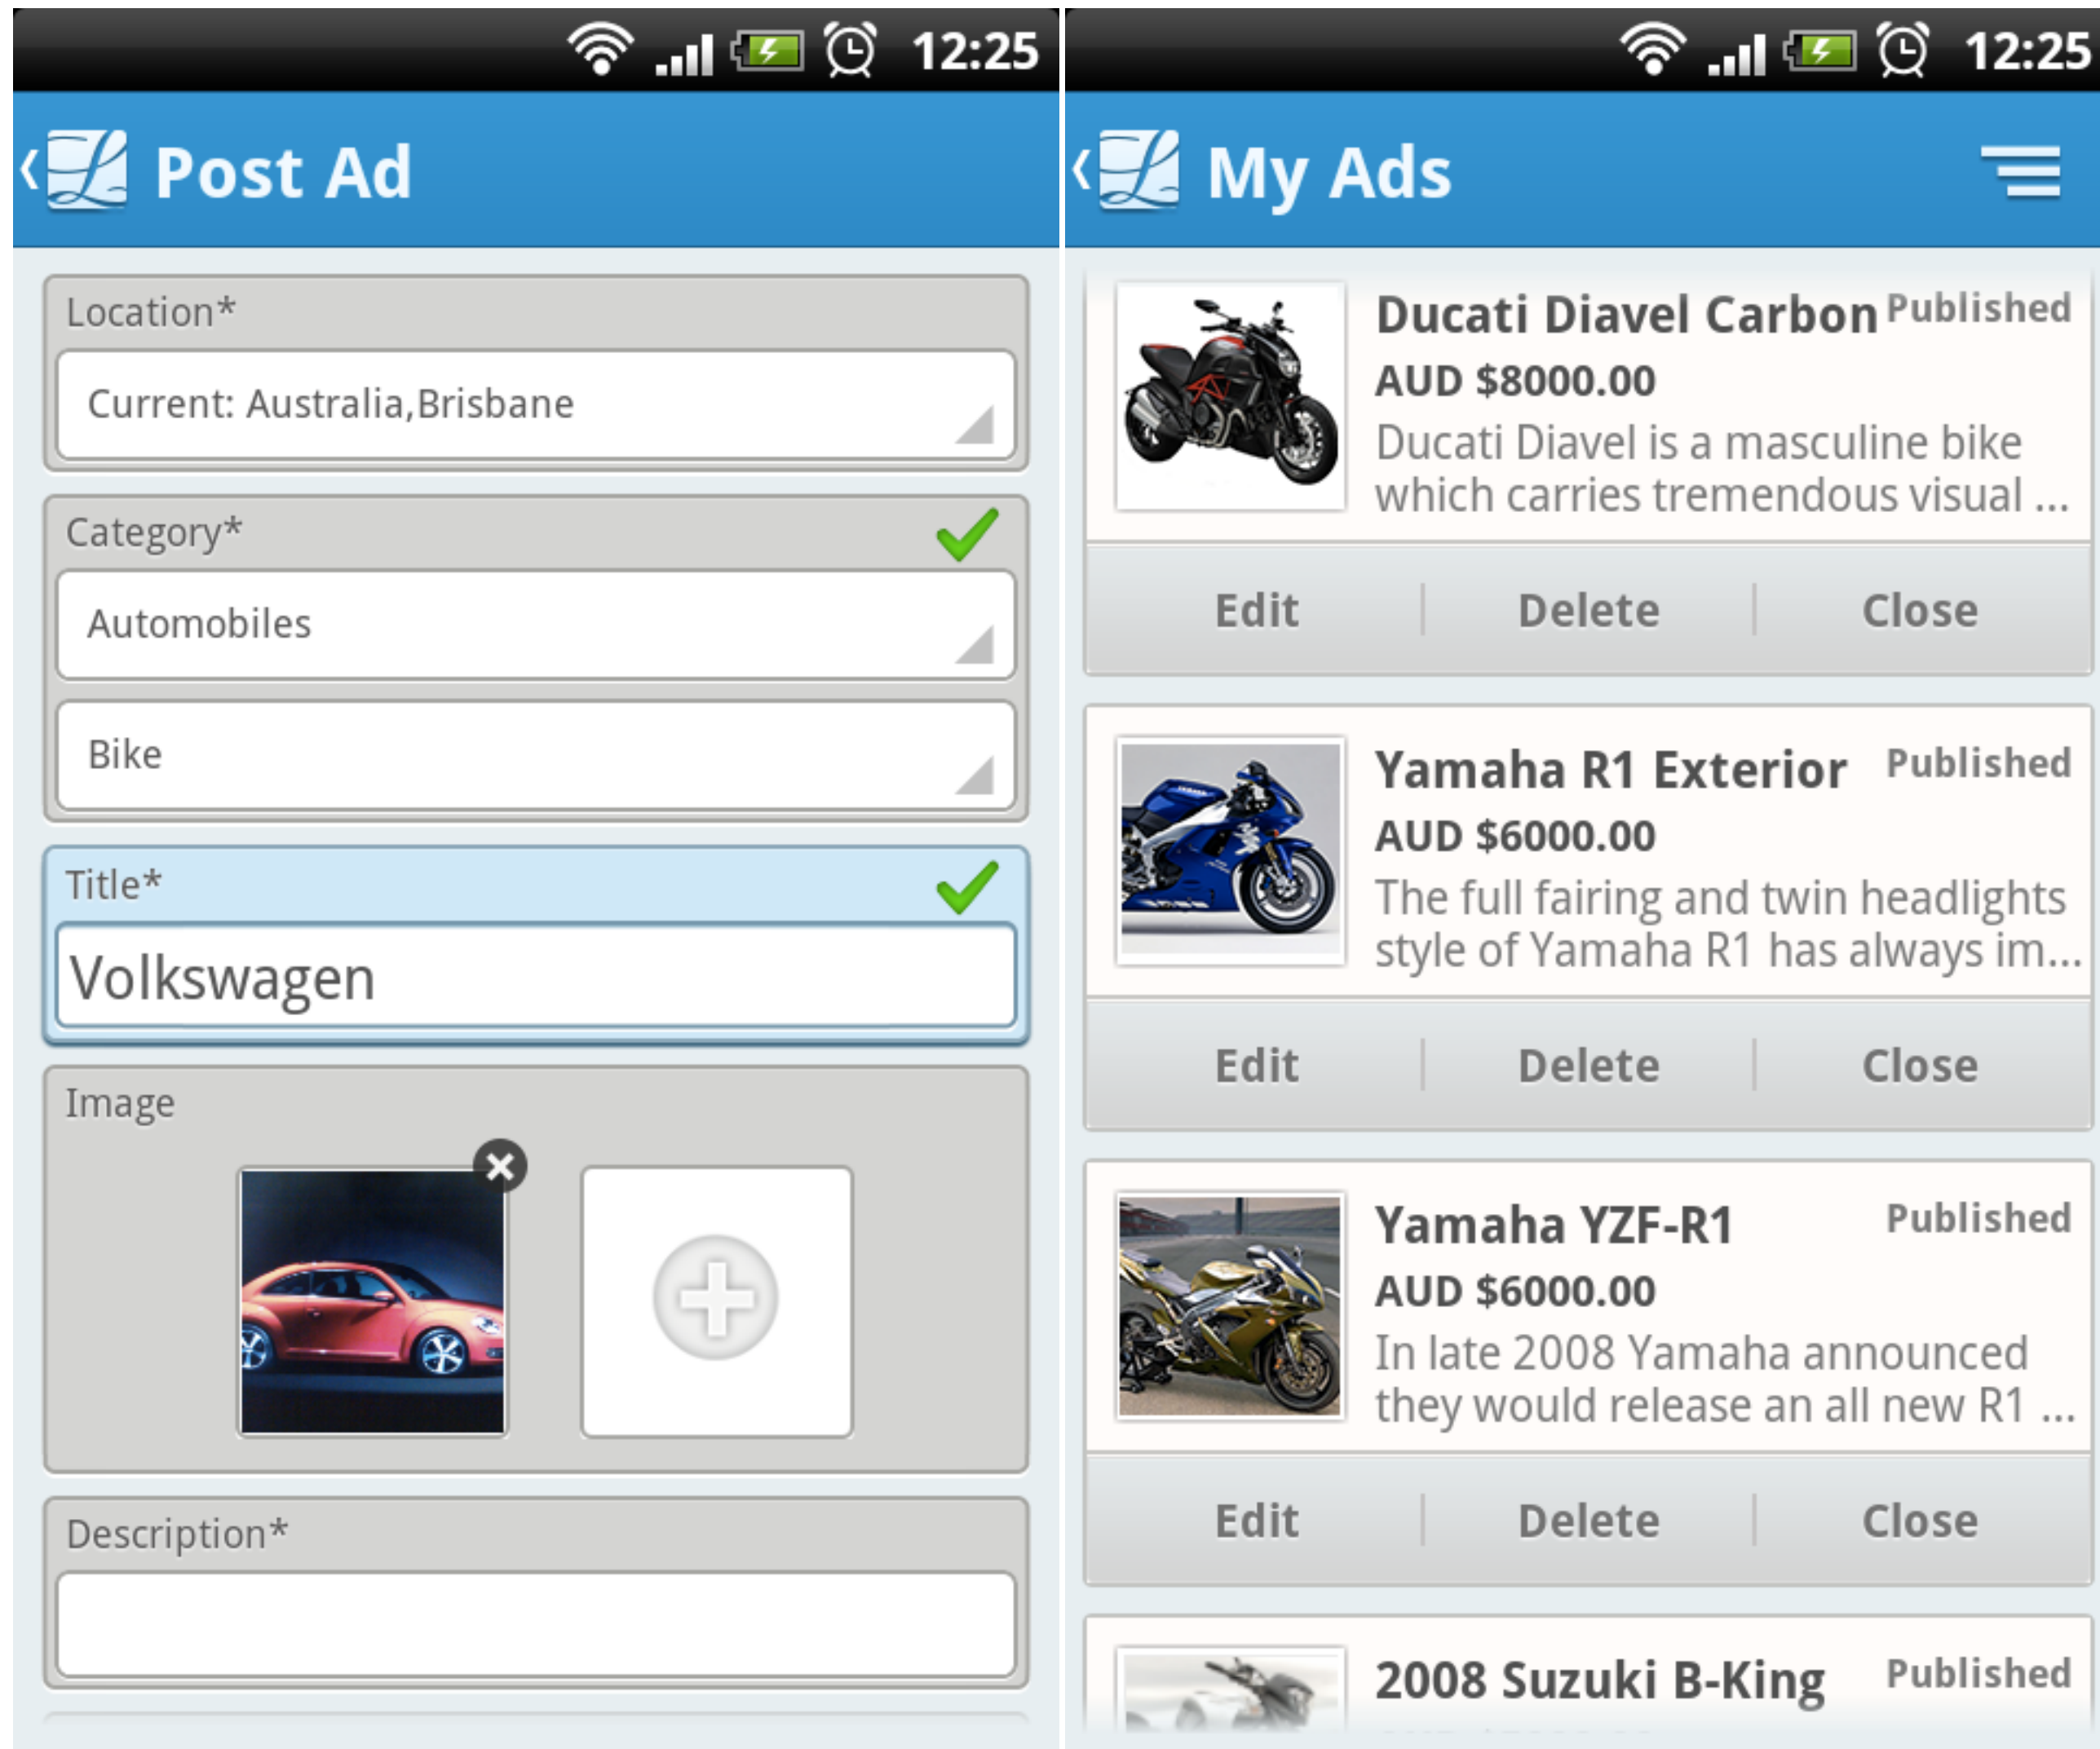 12:25
Post Ad
Location*
Current: Australia,Brisbane
Category*
Automobiles
Bike
Title*
Volkswagen
Image
Description*
12:25
My Ads
Ducati Diavel Carbon Published
AUD $8000.00
Ducati Diavel is a masculine bike
which carries tremendous visual ...
Edit Delete Close
Yamaha R1 Exterior Published
AUD $6000.00
The full fairing and twin headlights
style of Yamaha R1 has always im...
Edit Delete Close
Yamaha YZF-R1 Published
AUD $6000.00
In late 2008 Yamaha announced
they would release an all new R1 ...
Edit Delete Close
2008 Suzuki B-King Published